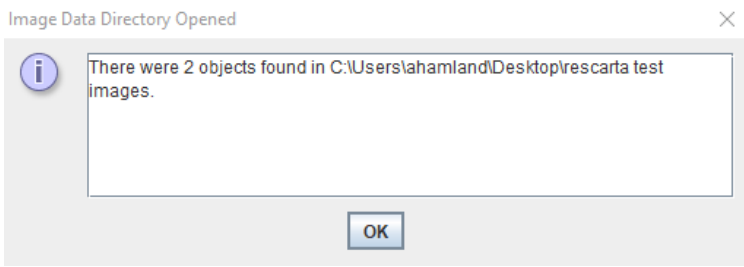 Image Data Directory Opened
There were 2 objects found in C:\Users\ahamland\Desktop\rescarta test
images.
OK